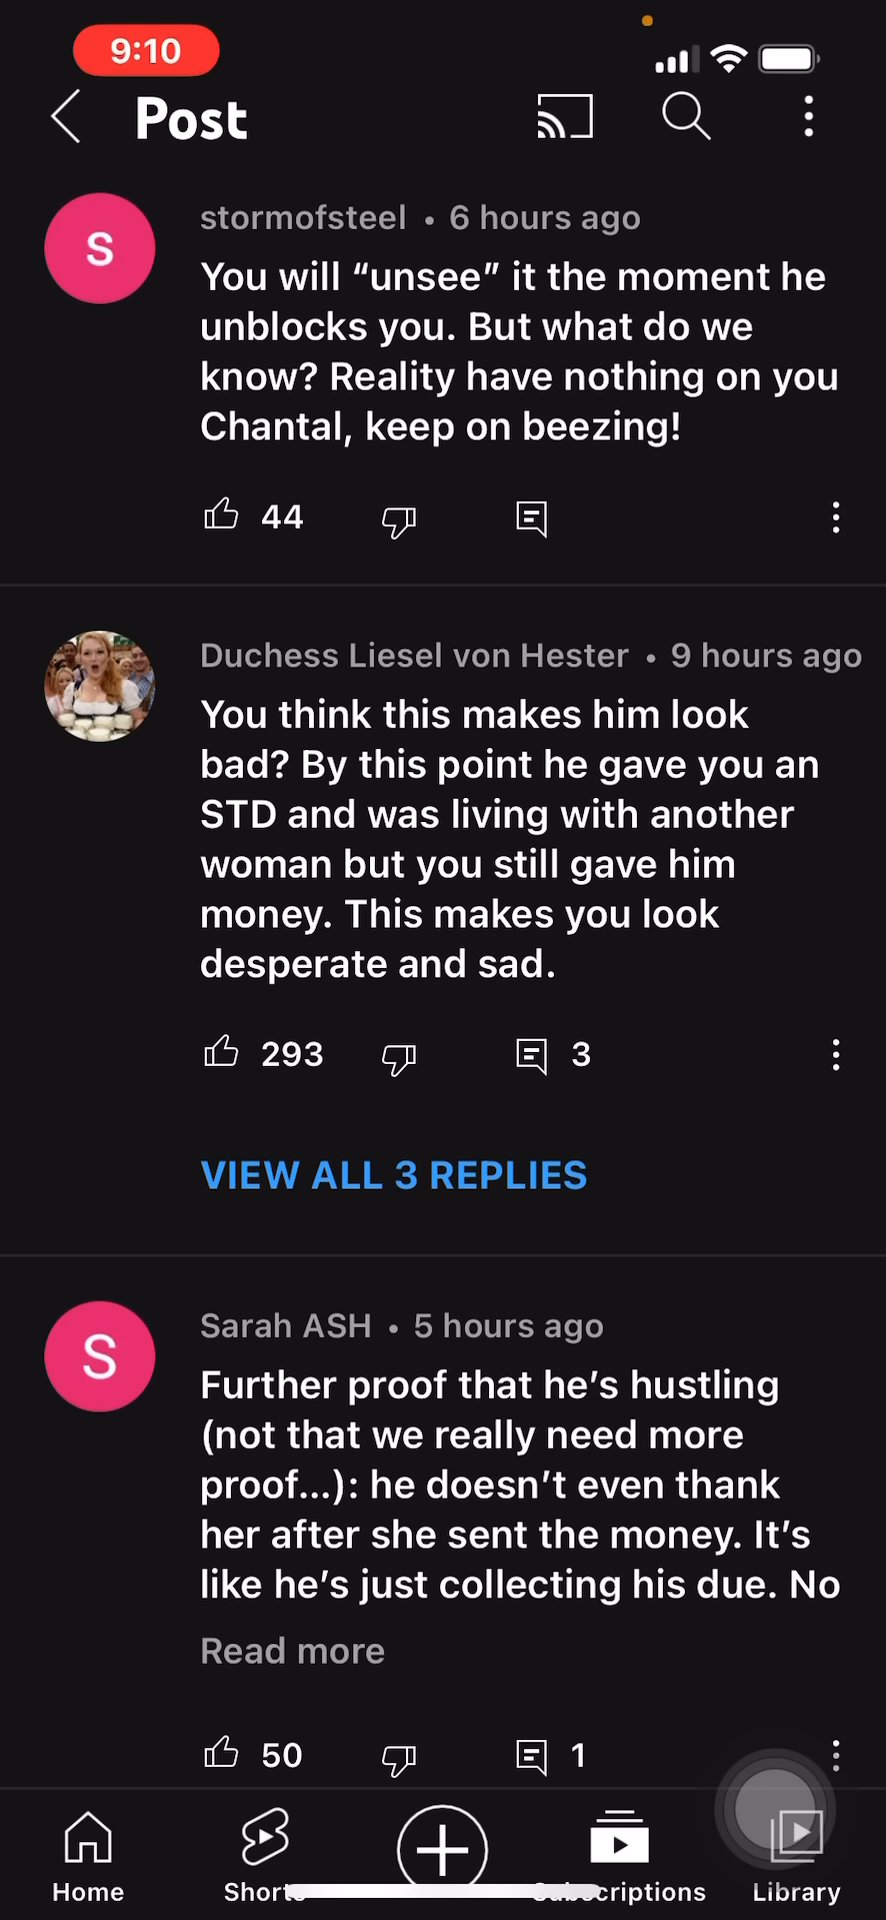 9:10
Post
S
stormofsteel • 6 hours ago
You will “unsee” it the moment he
unblocks you. But what do we
know? Reality have nothing on you
Chantal, keep on beezing!
44
Duchess Liesel von Hester • 9 hours ago
You think this makes him look
bad? By this point he gave you an
STD and was living with another
woman but you still gave him
money. This makes you look
desperate and sad.
293 3
VIEW ALL 3 REPLIES
S
Sarah ASH • 5 hours ago
Further proof that he’s hustling
(not that we really need more
proof...): he doesn’t even thank
her after she sent the money. It’s
like he’s just collecting his due. No
Read more
50 1
Home Shorts Subscriptions Library